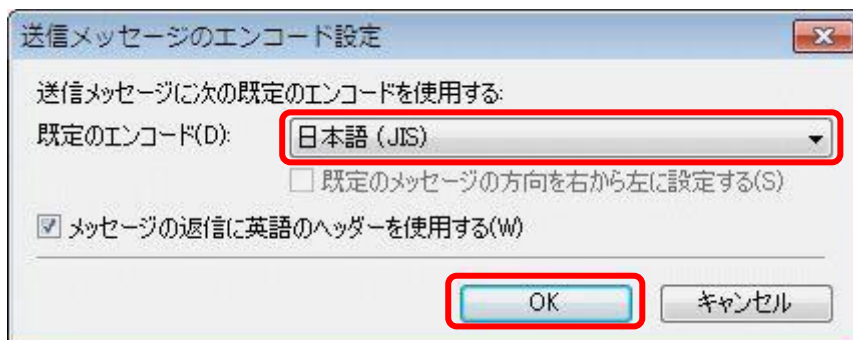 送信メッセージのエンコード設定
送信メッセージに次の既定のエンコードを使用する:
既定のエンコード(D): 日本語 (JIS)
既定のメッセージの方向を右から左に設定する(S)
メッセージの返信に英語のヘッダーを使用する(W)
OK キャンセル